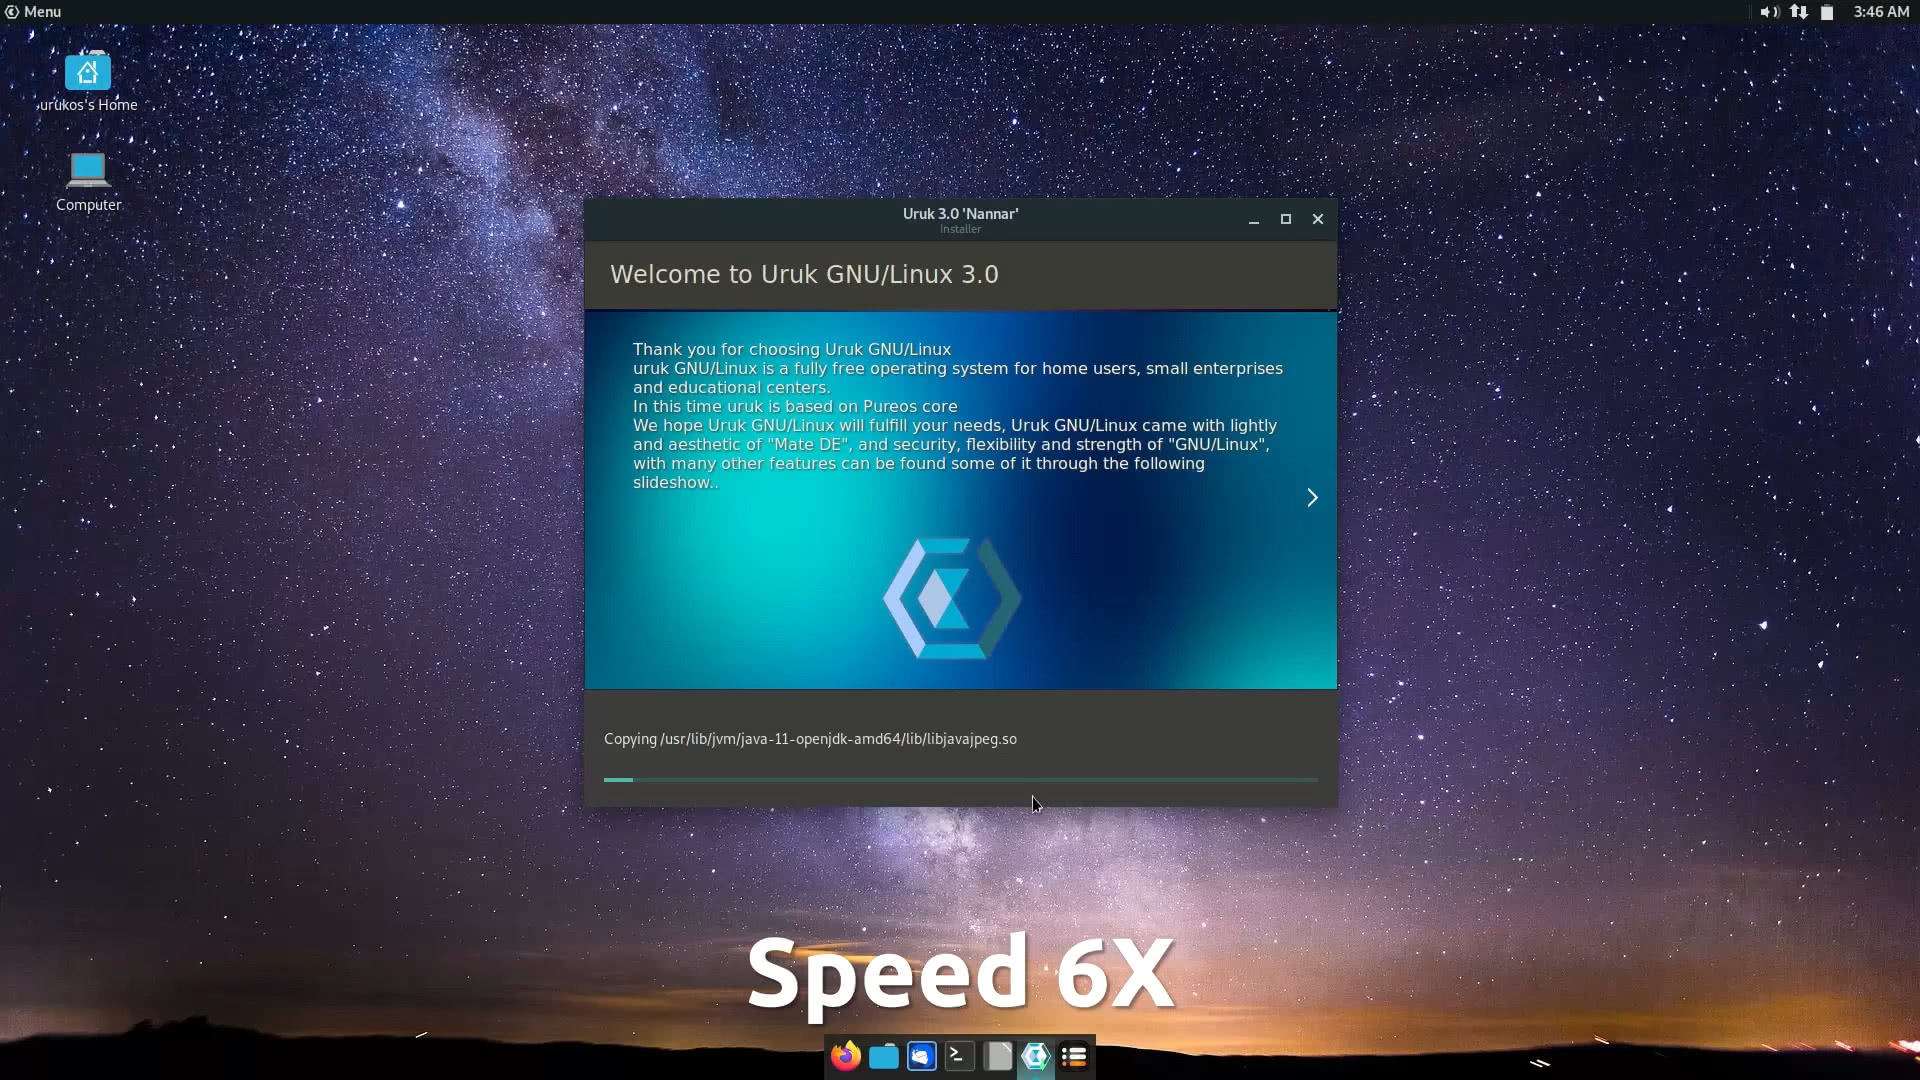 Menu
3:46 AM
urukos's Home
Computer
Uruk 3.0 'Nannar'
Installer
Welcome to Uruk GNU/Linux 3.0
Thank you for choosing Uruk GNU/Linux
uruk GNU/Linux is a fully free operating system for home users, small enterprises
and educational centers.
In this time uruk is based on Pureos core
We hope Uruk GNU/Linux will fulfill your needs, Uruk GNU/Linux came with lightly
and aesthetic of "Mate DE", and security, flexibility and strength of "GNU/Linux",
with many other features can be found some of it through the following
slideshow..
Copying /usr/lib/jvm/java-11-openjdk-amd64/lib/libjavajpeg.so
Speed 6X